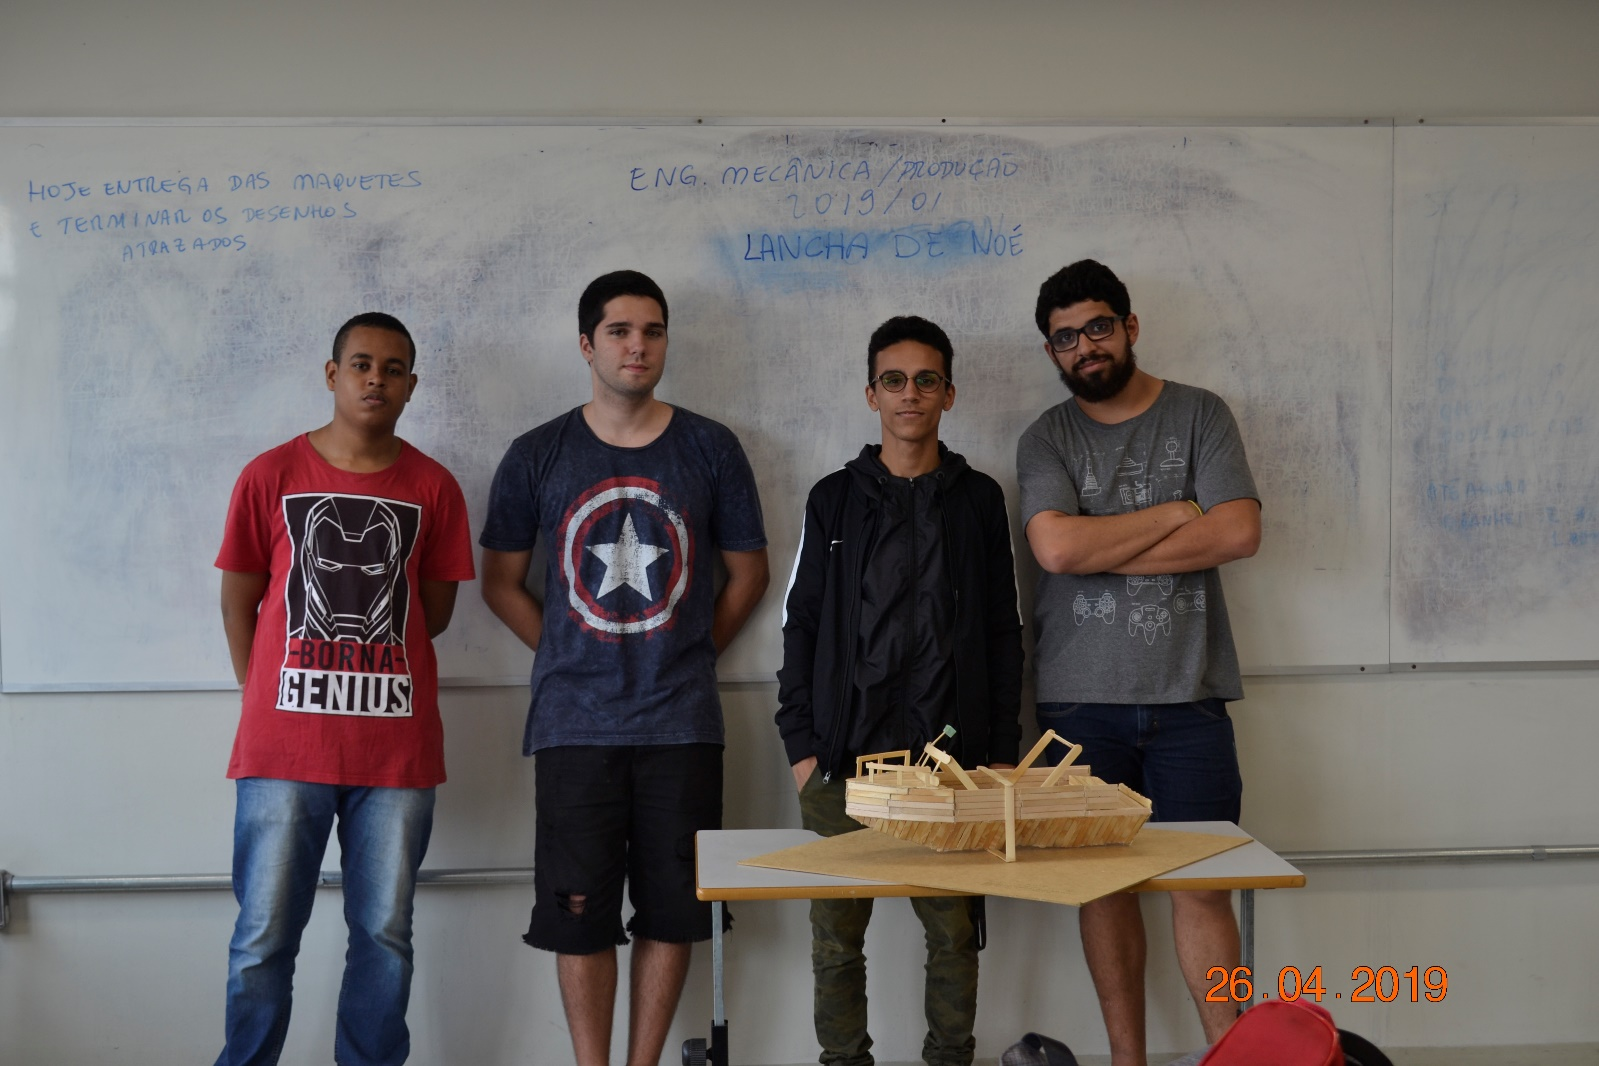 HOJE ENTREGA DAS MAQUETES
E TERMINAR OS DESENHOS
ATRAZADOS
ENG. MECÂNICA / PRODUÇÃO
2019/01
LANCHA DE NOÉ
-BORNA-
GENIUS
26.04.2019